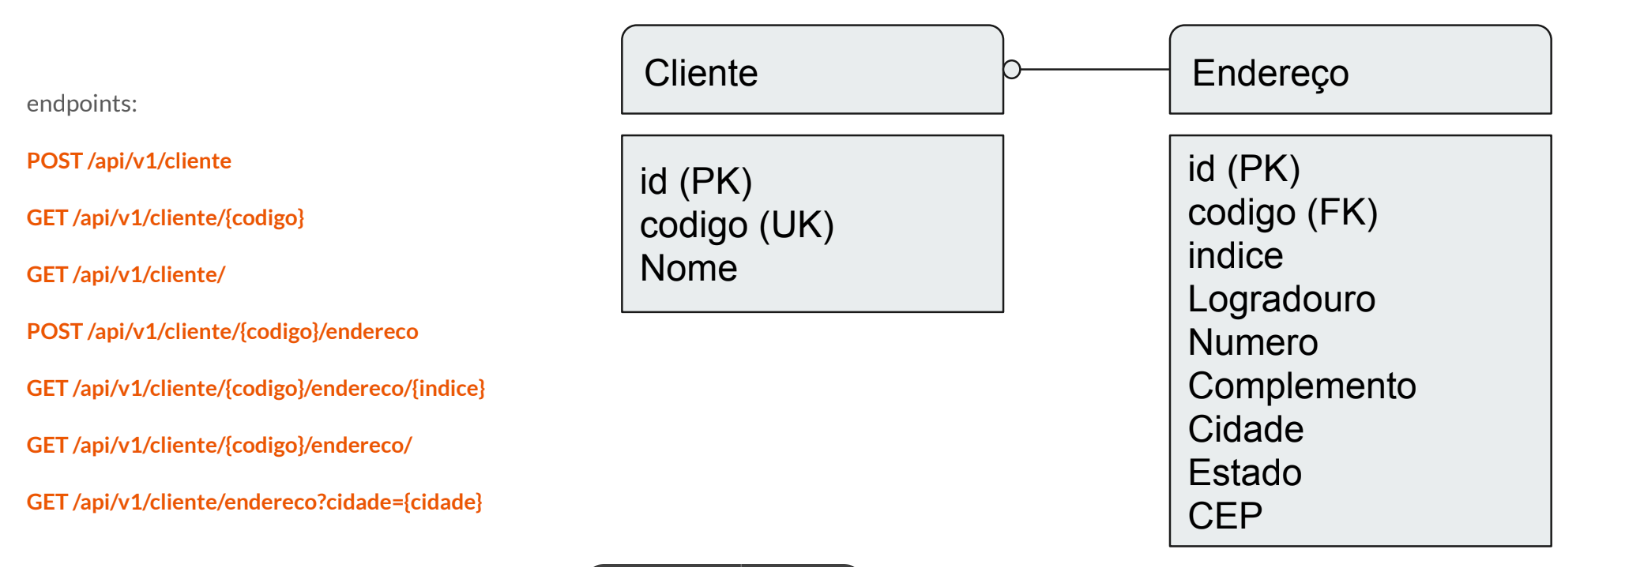 endpoints:
POST /api/v1/cliente
GET /api/v1/cliente/{codigo}
GET /api/v1/cliente/
POST /api/v1/cliente/{codigo}/endereco
GET /api/v1/cliente/{codigo}/endereco/{indice}
GET /api/v1/cliente/{codigo}/endereco/
GET /api/v1/cliente/endereco?cidade={cidade}
Cliente
id (PK)
codigo (UK)
Nome
Endereço
id (PK)
codigo (FK)
indice
Logradouro
Numero
Complemento
Cidade
Estado
CEP